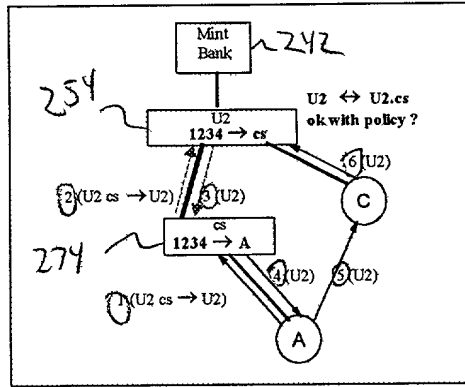 Mint
Bank
242
254
U2
1234 → cs
U2 ↔ U2.cs
ok with policy ?
6 (U2)
2 (U2 cs → U2)
3 (U2)
C
274
cs
1234 → A
1 (U2 cs → U2)
4 (U2)
5 (U2)
A